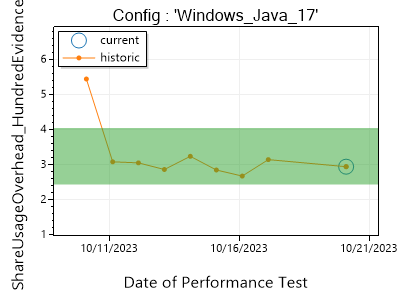 Config : 'Windows_Java_17'
current
historic
ShareUsageOverhead_HundredEvidence
6
5
4
3
2
1
10/11/2023
10/16/2023
10/21/2023
Date of Performance Test